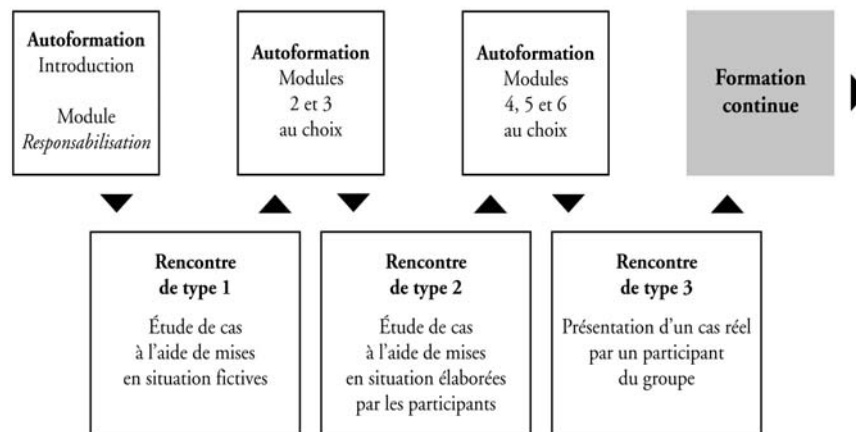 Autoformation
Introduction
Module
Responsabilisation
Autoformation
Modules
2 et 3
au choix
Autoformation
Modules
4, 5 et 6
au choix
Formation
continue
Rencontre
de type 1
Étude de cas
à l'aide de mises
en situation fictives
Rencontre
de type 2
Étude de cas
à l'aide de mises
en situation élaborées
par les participants
Rencontre
de type 3
Présentation d'un cas réel
par un participant
du groupe